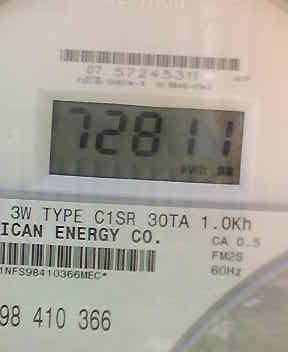 07 57245311
72811
3W TYPE C1SR 30TA 1.0Kh
ICAN ENERGY CO.
CA 0.5
FM2S
60Hz
1NFS98410366MEC*
98 410 366